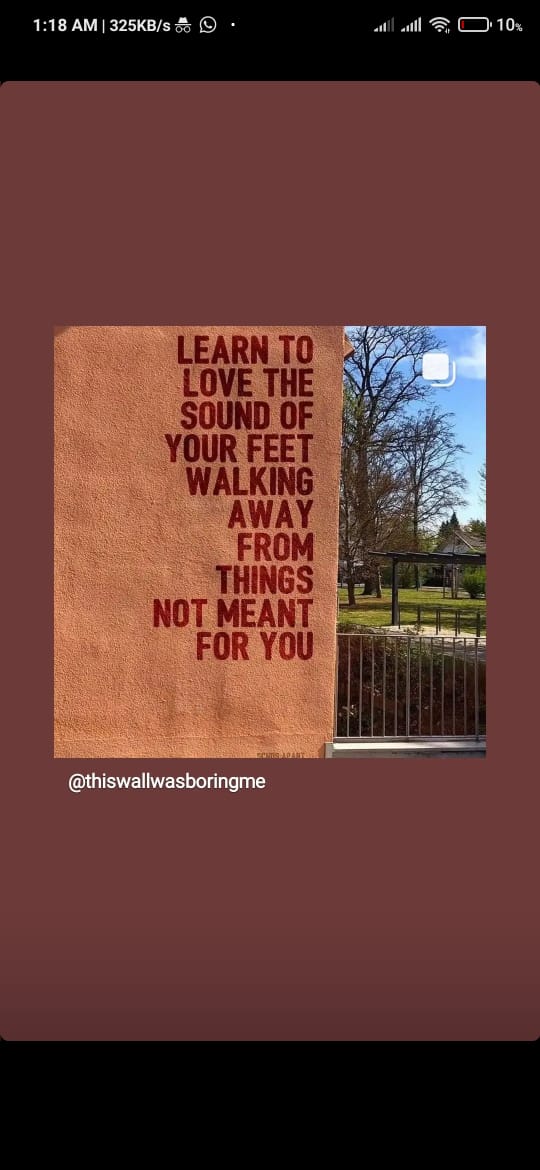 1:18 AM | 325KB/s
10%
LEARN TO
LOVE THE
SOUND OF
YOUR FEET
WALKING
AWAY
FROM
THINGS
NOT MEANT
FOR YOU
@thiswallwasboringme